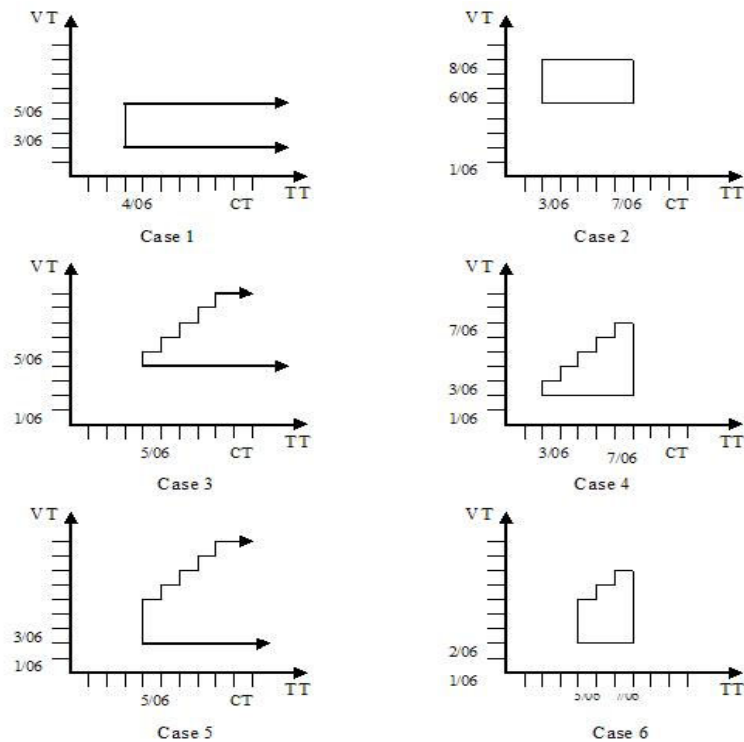 VT
5/06
3/06
4/06
CT
TT
Case 1
VT
8/06
6/06
1/06
3/06
7/06
CT
TT
Case 2
VT
5/06
1/06
5/06
CT
TT
Case 3
VT
7/06
3/06
1/06
3/06
7/06
CT
TT
Case 4
VT
3/06
1/06
5/06
CT
TT
Case 5
VT
2/06
1/06
TT
Case 6